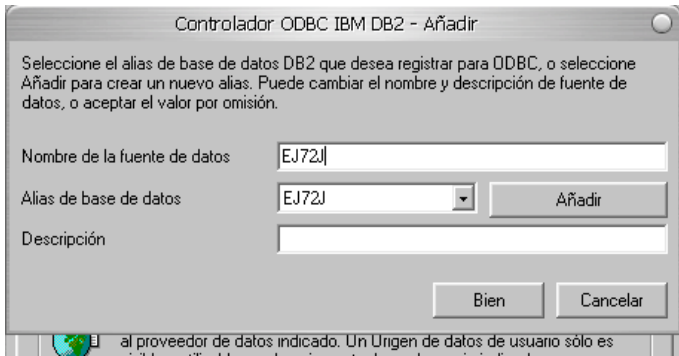 Controlador ODBC IBM DB2 - Añadir
Seleccione el alias de base de datos DB2 que desea registrar para ODBC, o seleccione
Añadir para crear un nuevo alias. Puede cambiar el nombre y descripción de fuente de
datos, o aceptar el valor por omisión.
Nombre de la fuente de datos EJ72J
Alias de base de datos EJ72J Añadir
Descripción
Bien Cancelar
al proveedor de datos indicado. Un Origen de datos de usuario sólo es